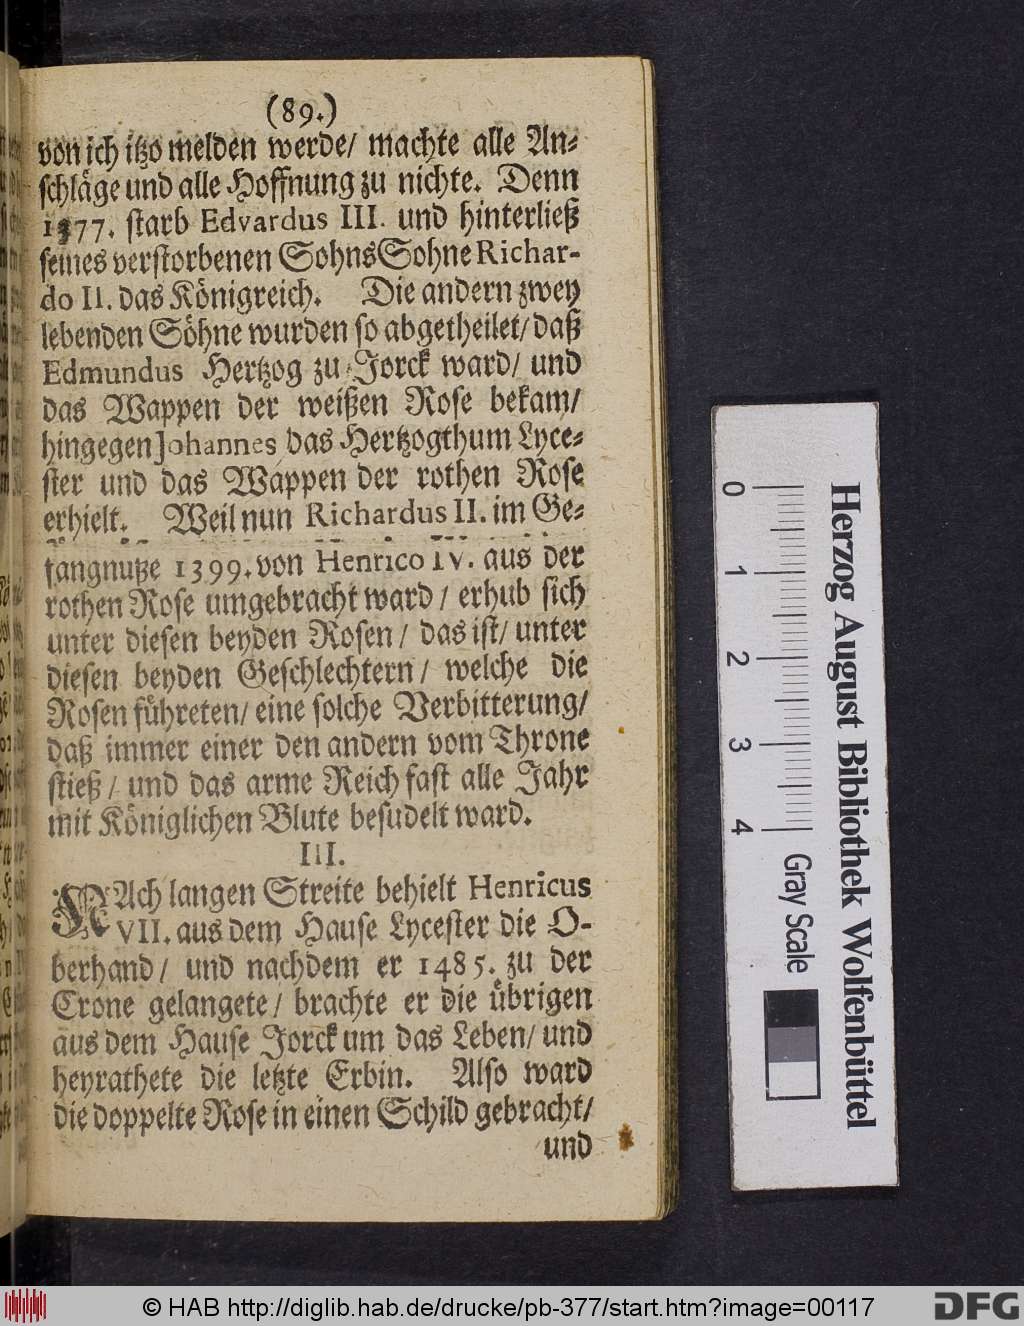 (89.)
von ich itzo melden werde/ machte alle An⸗
schläge und alle Hoffnung zu nichte. Denn
1377. starb Edvardus III. und hinterließ
seines verstorbenen Sohns Sohne Richar-
do II. das Königreich. Die andern zwey
lebenden Söhne wurden so abgetheilet/ daß
Edmundus Hertzog zu Jorck ward/ und
das Wappen der weißen Rose bekam/
hingegen Johannes das Hertzogthum Lyce⸗
ster und das Wappen der rothen Rose
erhielt. Weil nun Richardus II. im Ge⸗
fangnuße 1399. von Henrico IV. aus der
rothen Rose umgebracht ward/ erhub sich
unter diesen beyden Rosen/ das ist/ unter
diesen beyden Geschlechtern/ welche die
Rosen führeten/ eine solche Verbitterung/
daß immer einer den andern vom Throne
stieß/ und das arme Reich fast alle Jahr
mit Königlichen Blute besudelt ward.
III.
NAch langen Streite behielt Henricus
VII. aus dem Hause Lycester die O-
berhand/ und nachdem er 1485. zu der
Crone gelangete/ brachte er die übrigen
aus dem Hause Jorck um das Leben/ und
heyrathete die letzte Erbin. Also ward
die doppelte Rose in einen Schild gebracht/
und
0 1 2 3 4
Gray Scale
Herzog August Bibliothek Wolfenbüttel
© HAB http://diglib.hab.de/drucke/pb-377/start.htm?image=00117
DFG